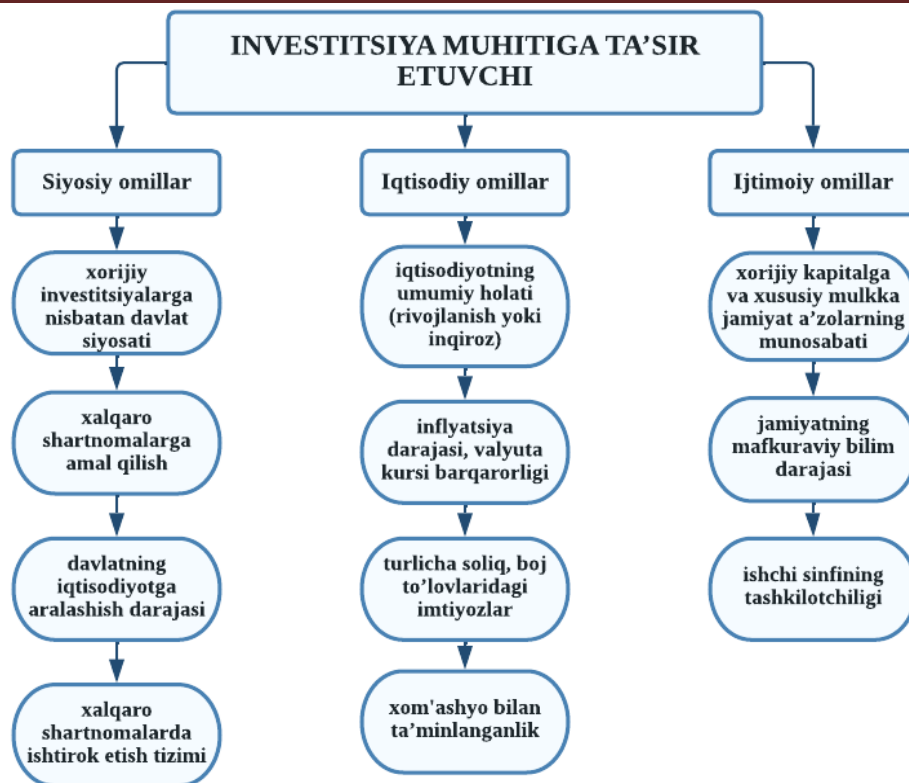 INVESTITSIYA MUHITIGA TA’SIR
ETUVCHI
Siyosiy omillar
xorijiy
investitsiyalarga
nisbatan davlat
siyosati
xalqaro
shartnomalarga
amal qilish
davlatning
iqtisodiyotga
aralashish darajasi
xalqaro
shartnomalarda
ishtirok etish tizimi
Iqtisodiy omillar
iqtisodiyotning
umumiy holati
(rivojlanish yoki
inqiroz)
inflyatsiya
darajasi, valyuta
kursi barqarorligi
turlicha soliq, boj
to’lovlaridagi
imtiyozlar
xom'ashyo bilan
ta’minlanganlik
Ijtimoiy omillar
xorijiy kapitalga
va xususiy mulkka
jamiyat a’zolarning
munosabati
jamiyatning
mafkuraviy bilim
darajasi
ishchi sinfining
tashkilotchiligi